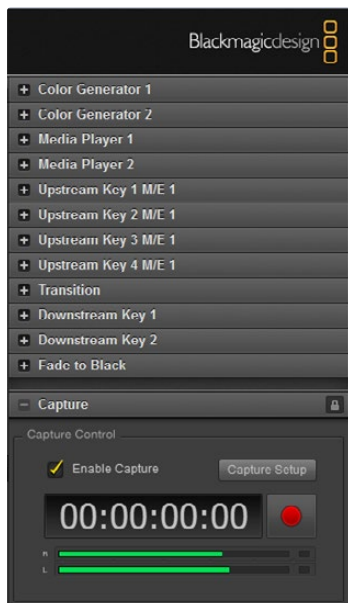 Blackmagicdesign
Color Generator 1
Color Generator 2
Media Player 1
Media Player 2
Upstream Key 1 M/E 1
Upstream Key 2 M/E 1
Upstream Key 3 M/E 1
Upstream Key 4 M/E 1
Transition
Downstream Key 1
Downstream Key 2
Fade to Black
Capture
Capture Control
Enable Capture
Capture Setup
00:00:00:00
R
L